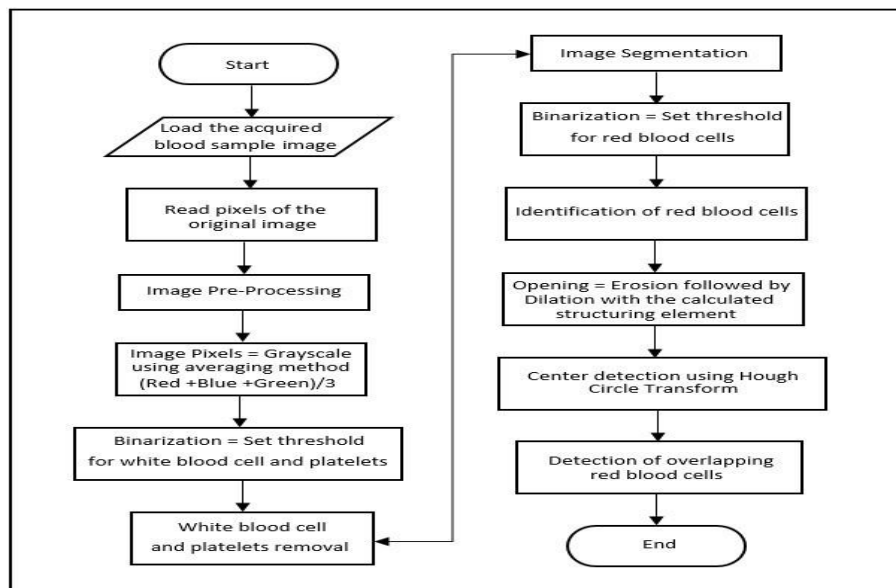 Start
Load the acquired
blood sample image
Read pixels of the
original image
Image Pre-Processing
Image Pixels = Grayscale
using averaging method
(Red +Blue +Green)/3
Binarization = Set threshold
for white blood cell and platelets
White blood cell
and platelets removal
Image Segmentation
Binarization = Set threshold
for red blood cells
Identification of red blood cells
Opening = Erosion followed by
Dilation with the calculated
structuring element
Center detection using Hough
Circle Transform
Detection of overlapping
red blood cells
End